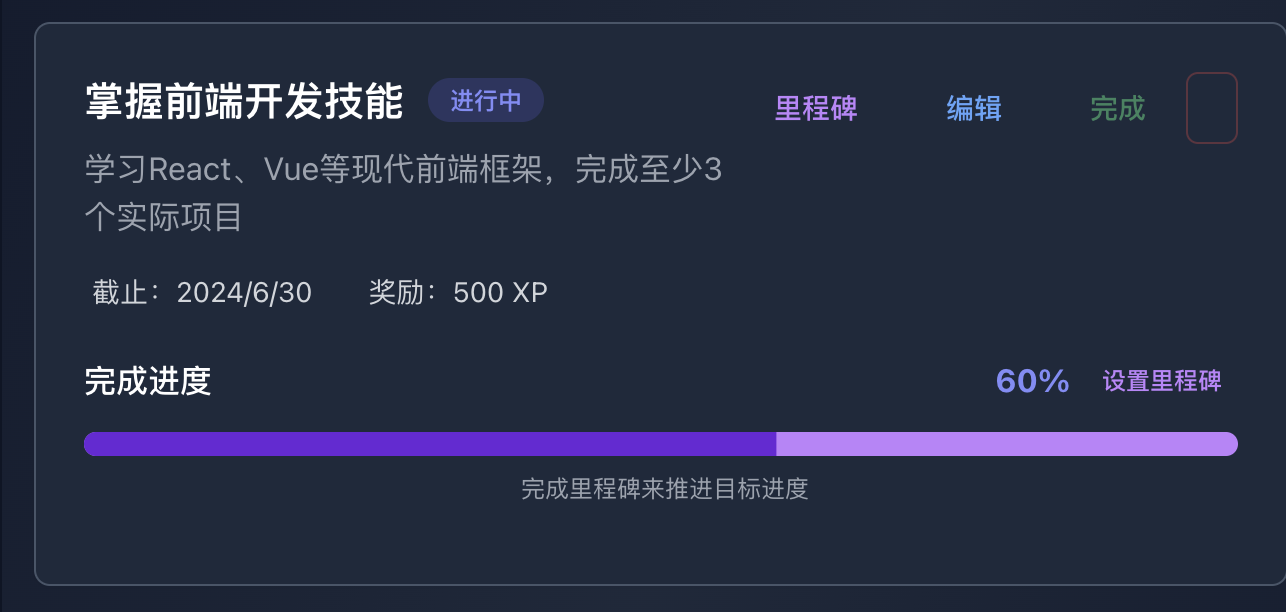 掌握前端开发技能 进行中 里程碑 编辑 完成
学习React、Vue等现代前端框架，完成至少3
个实际项目
截止：2024/6/30 奖励：500 XP
完成进度 60% 设置里程碑
完成里程碑来推进目标进度